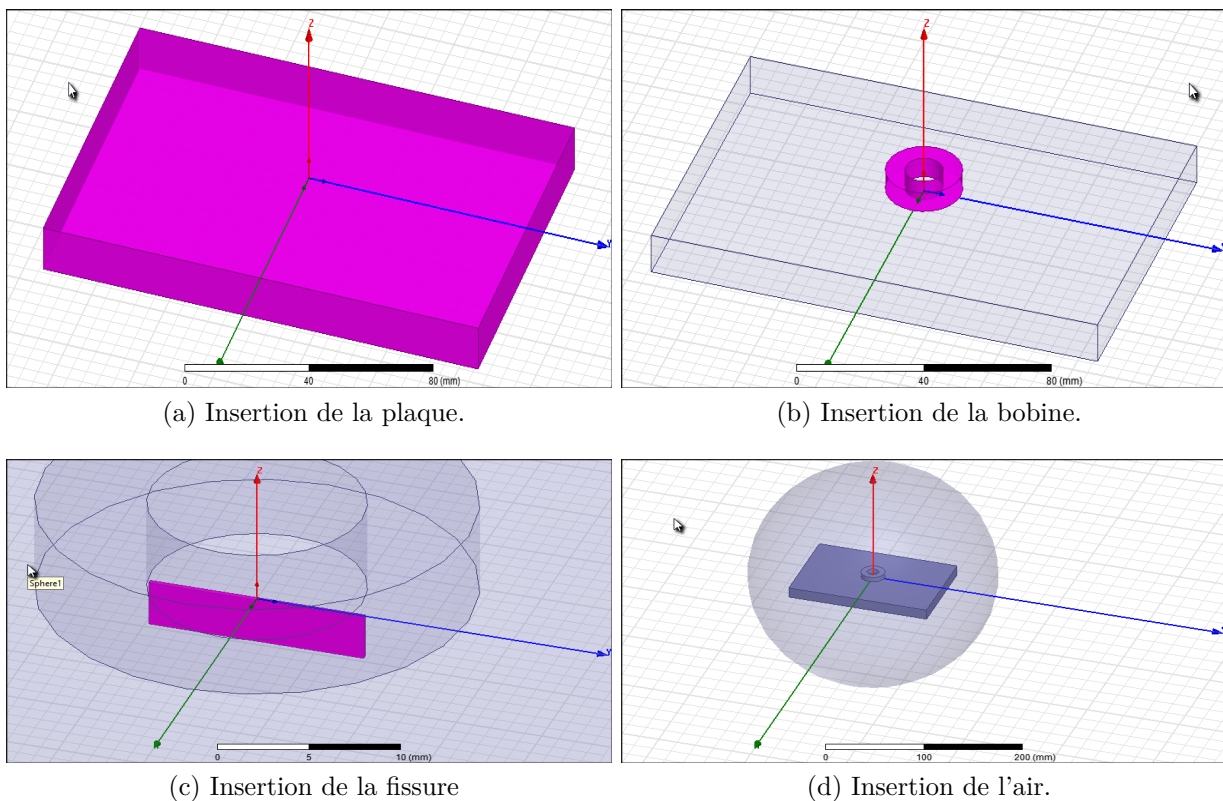 Z
0
40
80 (mm)
(a) Insertion de la plaque.
Z
0
40
80 (mm)
(b) Insertion de la bobine.
Z
Y
Sphere1
0
5
10 (mm)
(c) Insertion de la fissure
Z
0
100
200 (mm)
(d) Insertion de l'air.